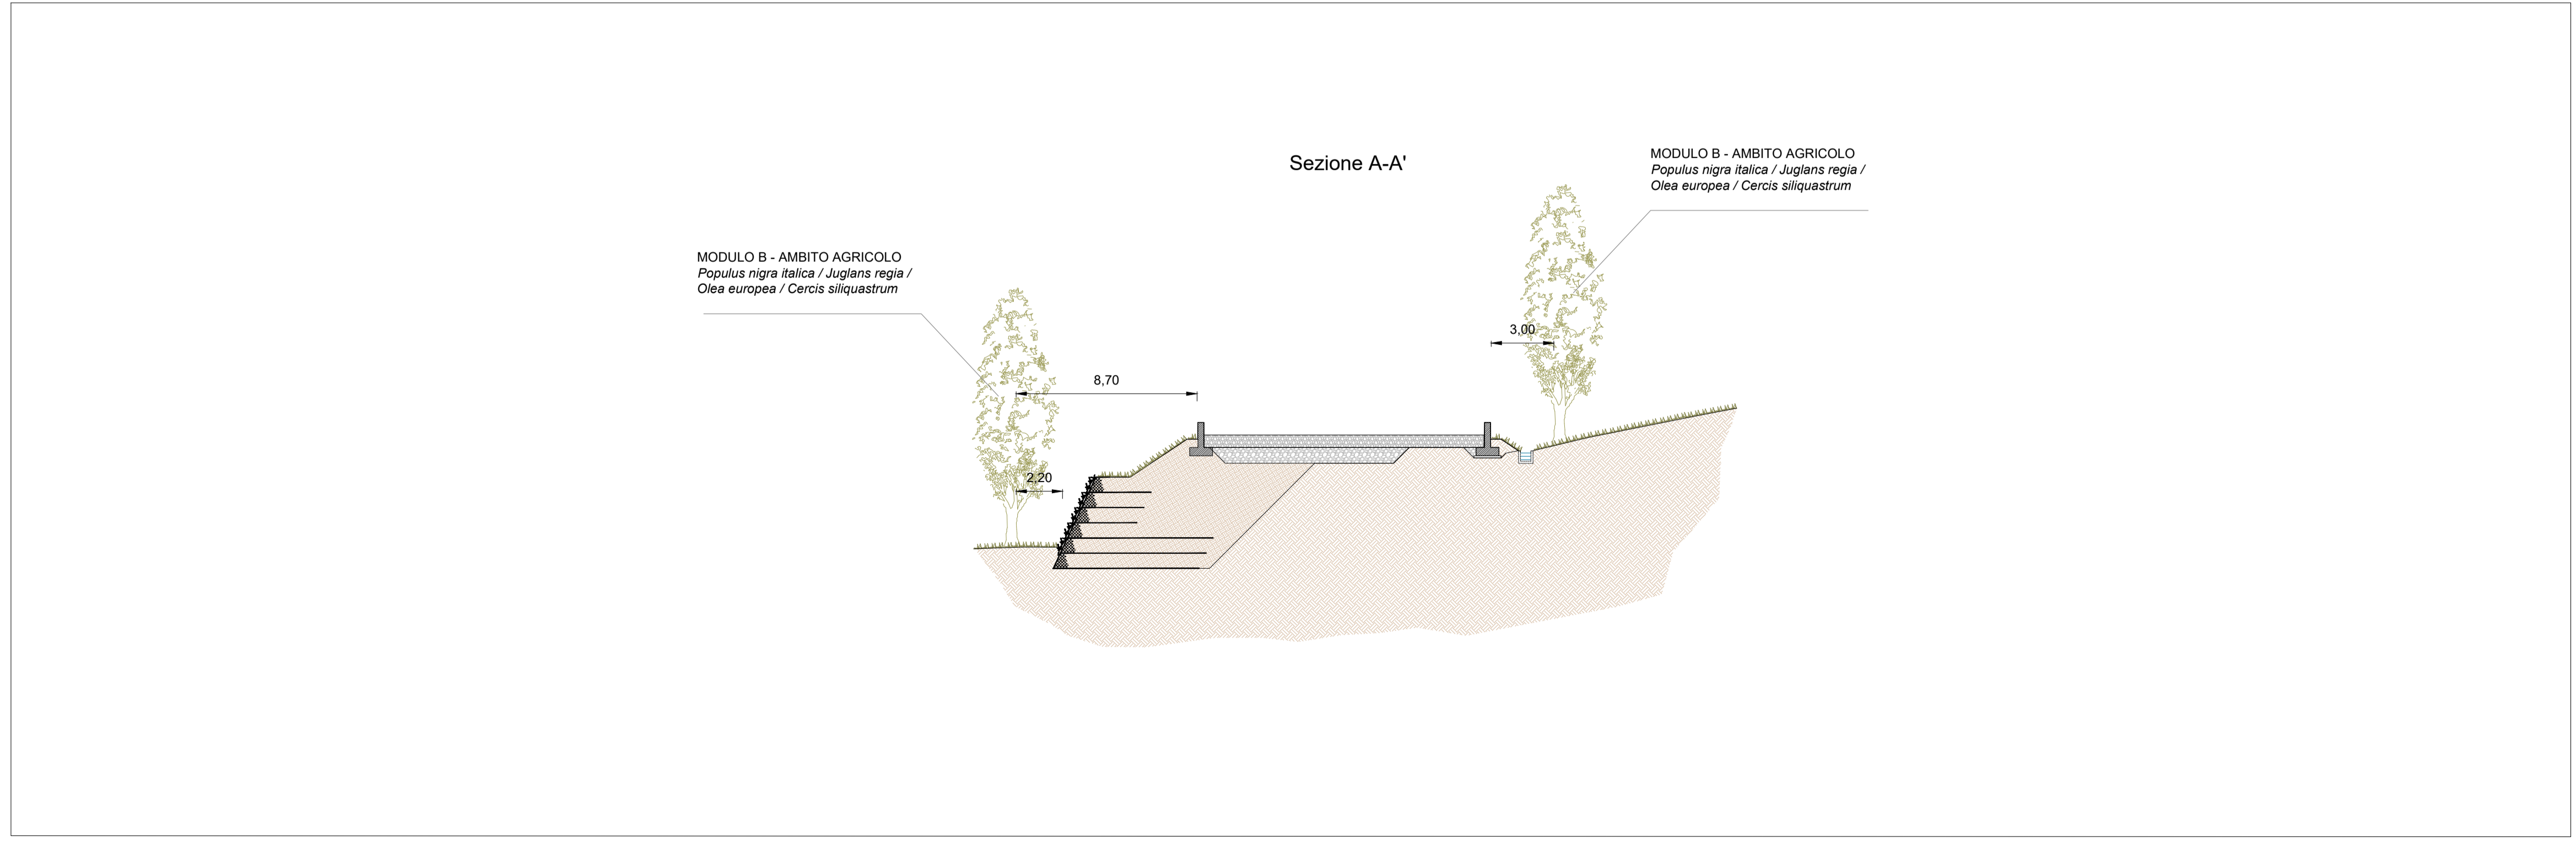 Sezione A-A'
MODULO B - AMBITO AGRICOLO
Populus nigra italica / Juglans regia /
Olea europea / Cercis siliquastrum
MODULO B - AMBITO AGRICOLO
Populus nigra italica / Juglans regia /
Olea europea / Cercis siliquastrum
3,00
8,70
2,20